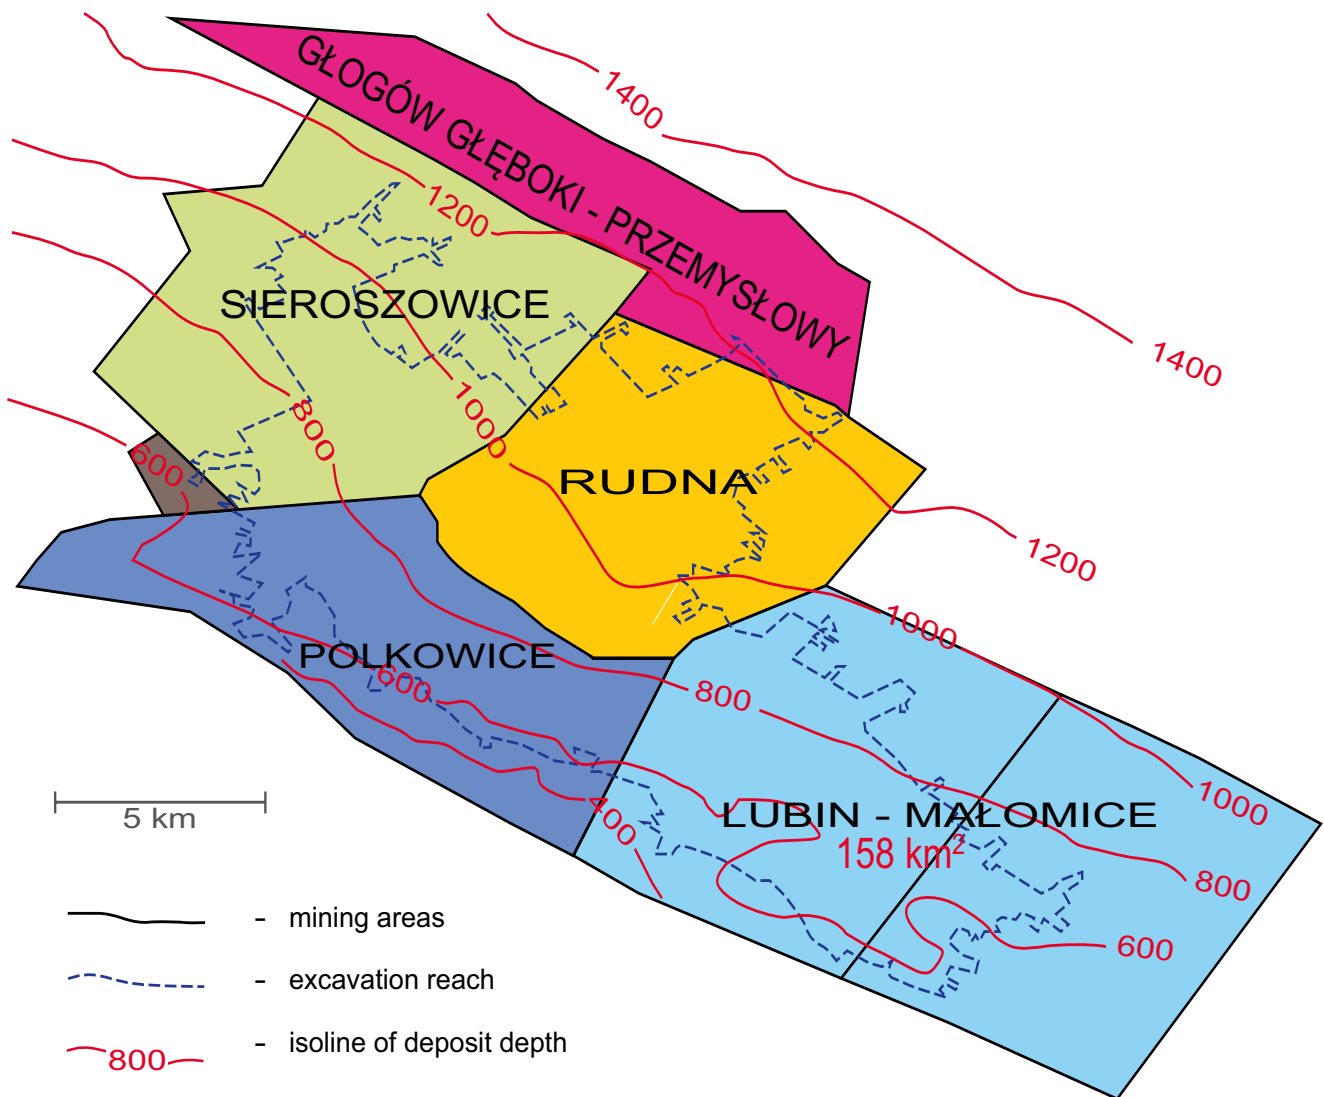 GŁOGÓW GŁĘBOKI - PRZEMYSŁOWY
1400
1200
SIEROSZOWICE
1400
800
1000
600
RUDNA
1200
1000
POLKOWICE
600
800
400
LUBIN - MAŁOMICE
158 km²
1000
800
600
5 km
- mining areas
- excavation reach
800 - isoline of deposit depth